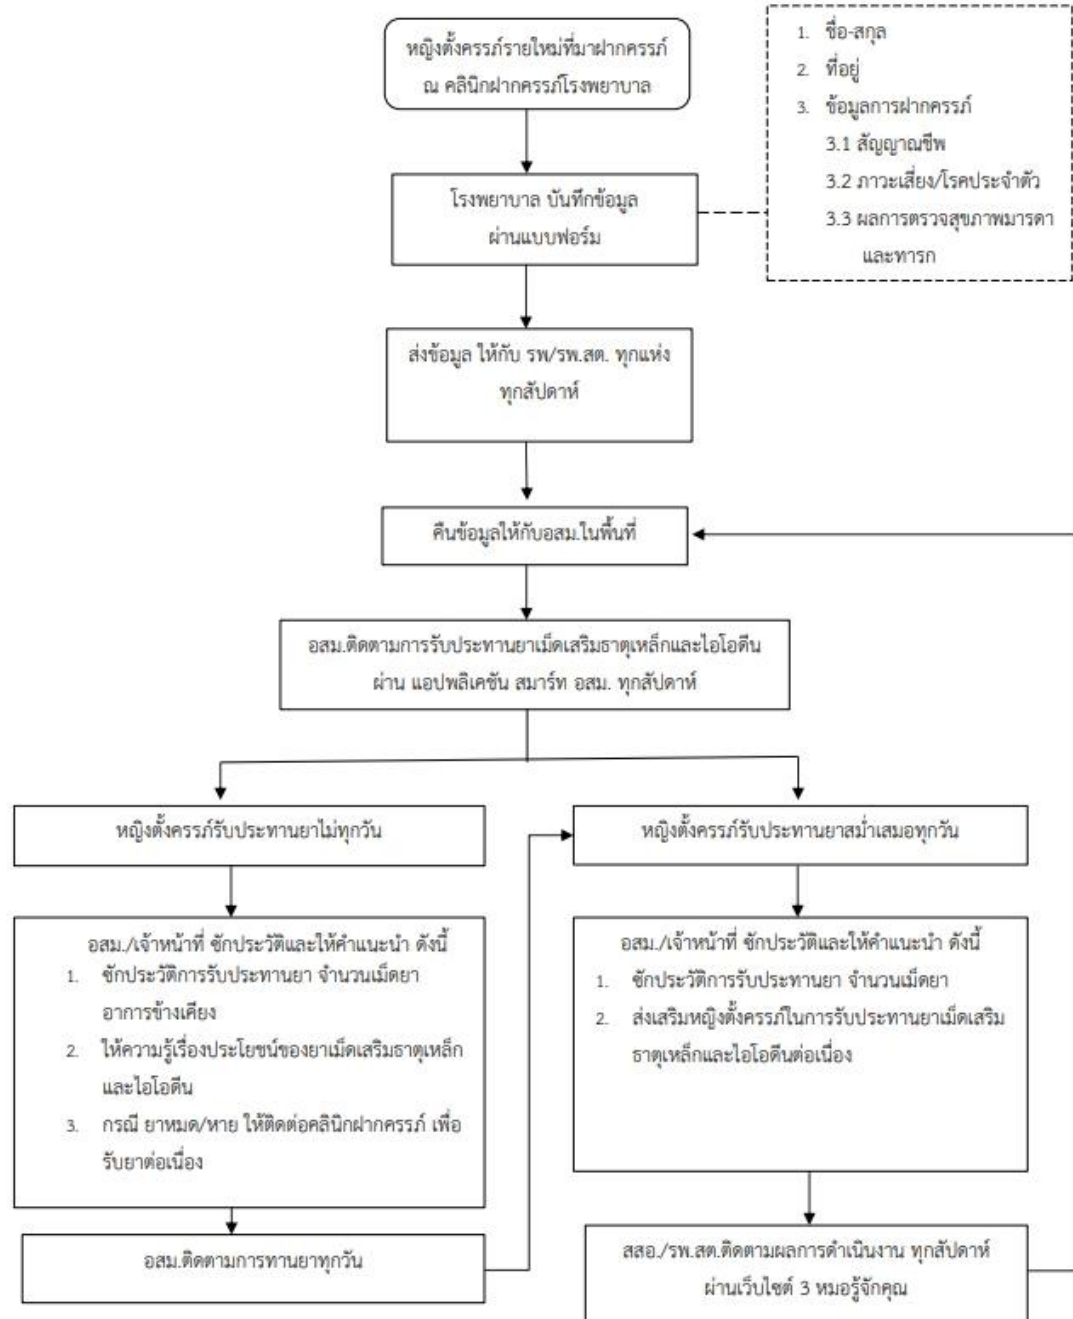 หญิงตั้งครรภ์รายใหม่ที่มาฝากครรภ์
ณ คลินิกฝากครรภ์โรงพยาบาล
1. ชื่อ-สกุล
2. ที่อยู่
3. ข้อมูลการฝากครรภ์
3.1 สัญญาณชีพ
3.2 ภาวะเสี่ยง/โรคประจำตัว
3.3 ผลการตรวจสุขภาพมารดา
และทารก
โรงพยาบาล บันทึกข้อมูล
ผ่านแบบฟอร์ม
ส่งข้อมูล ให้กับ รพ/รพ.สต. ทุกแห่ง
ทุกสัปดาห์
คืนข้อมูลให้กับอสม.ในพื้นที่
อสม.ติดตามการรับประทานยาเม็ดเสริมธาตุเหล็กและไอโอดีน
ผ่าน แอปพลิเคชัน สมาร์ท อสม. ทุกสัปดาห์
หญิงตั้งครรภ์รับประทานยาไม่ทุกวัน
อสม./เจ้าหน้าที่ ซักประวัติและให้คำแนะนำ ดังนี้
1. ซักประวัติการรับประทานยา จำนวนเม็ดยา
อาการข้างเคียง
2. ให้ความรู้เรื่องประโยชน์ของยาเม็ดเสริมธาตุเหล็ก
และไอโอดีน
3. กรณี ยาหมด/หาย ให้ติดต่อคลินิกฝากครรภ์ เพื่อ
รับยาต่อเนื่อง
อสม.ติดตามการทานยาทุกวัน
หญิงตั้งครรภ์รับประทานยาสม่ำเสมอทุกวัน
อสม./เจ้าหน้าที่ ซักประวัติและให้คำแนะนำ ดังนี้
1. ซักประวัติการรับประทานยา จำนวนเม็ดยา
2. ส่งเสริมหญิงตั้งครรภ์ในการรับประทานยาเม็ดเสริม
ธาตุเหล็กและไอโอดีนต่อเนื่อง
สสอ./รพ.สต.ติดตามผลการดำเนินงาน ทุกสัปดาห์
ผ่านเว็บไซต์ 3 หมอรู้จักคุณ